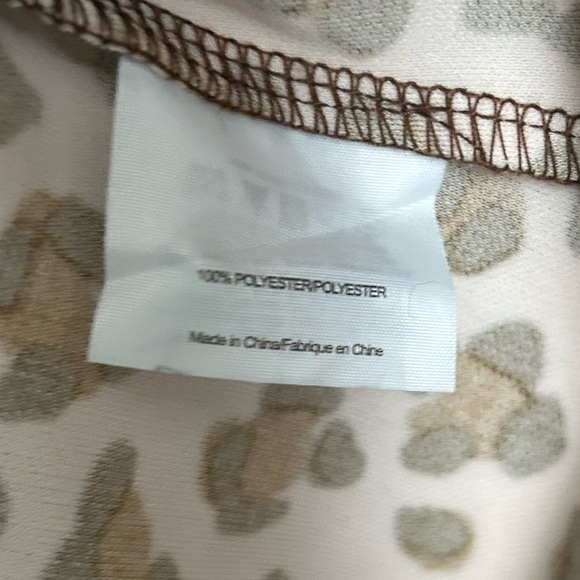 100% POLYESTER/POLYESTER
Made in China/Fabrique en Chine